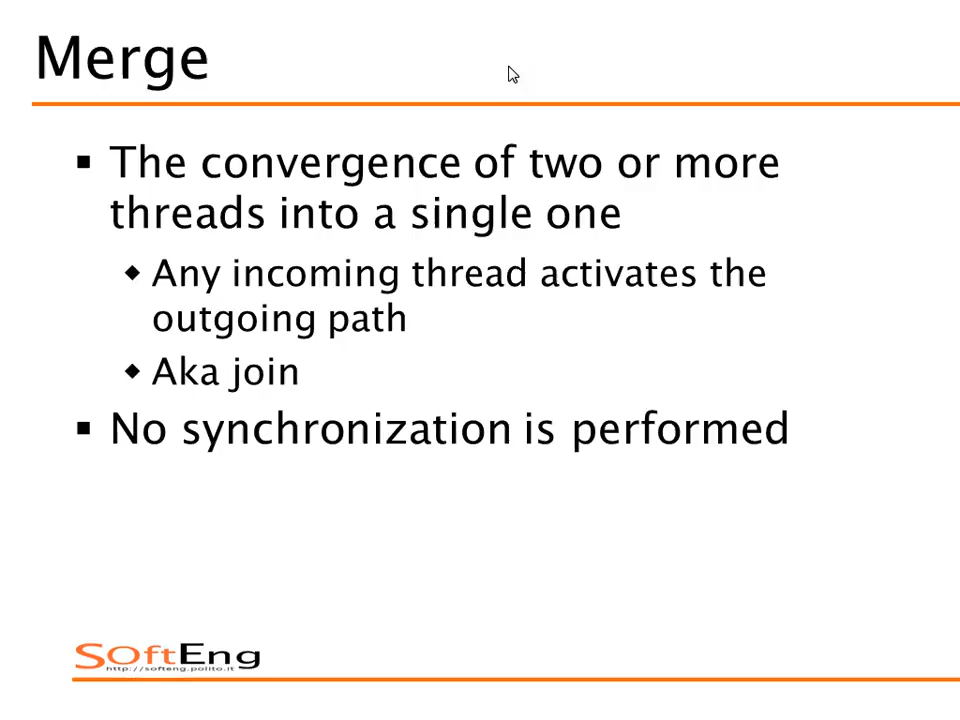 Merge
The convergence of two or more
threads into a single one
Any incoming thread activates the
outgoing path
Aka join
No synchronization is performed
SOftEng
http://softeng.polito.it